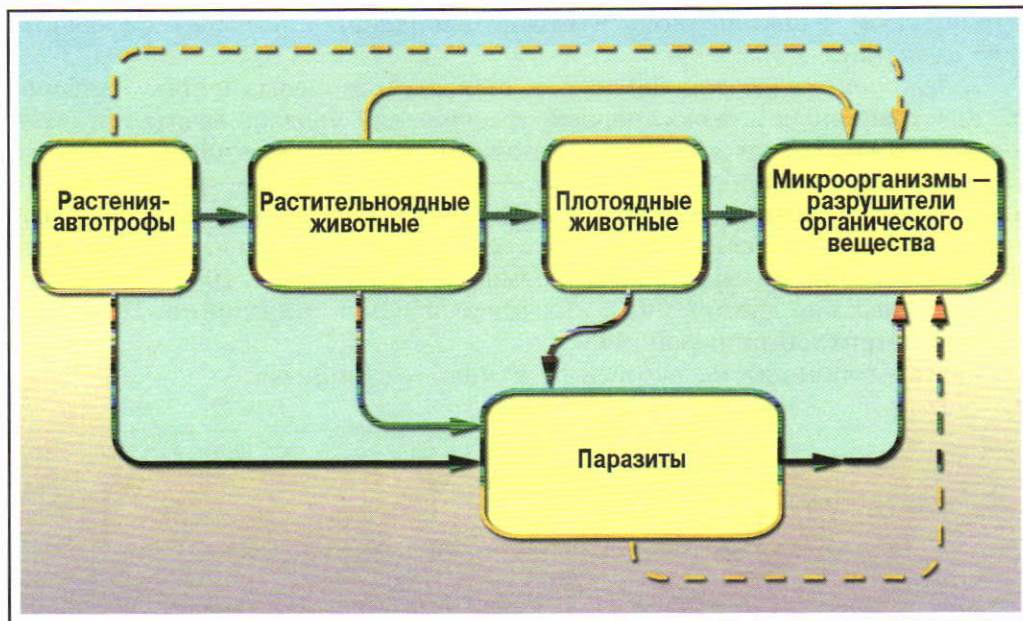 Растения-
автотрофы
Растительноядные
животные
Плотоядные
животные
Микроорганизмы —
разрушители
органического
вещества
Паразиты